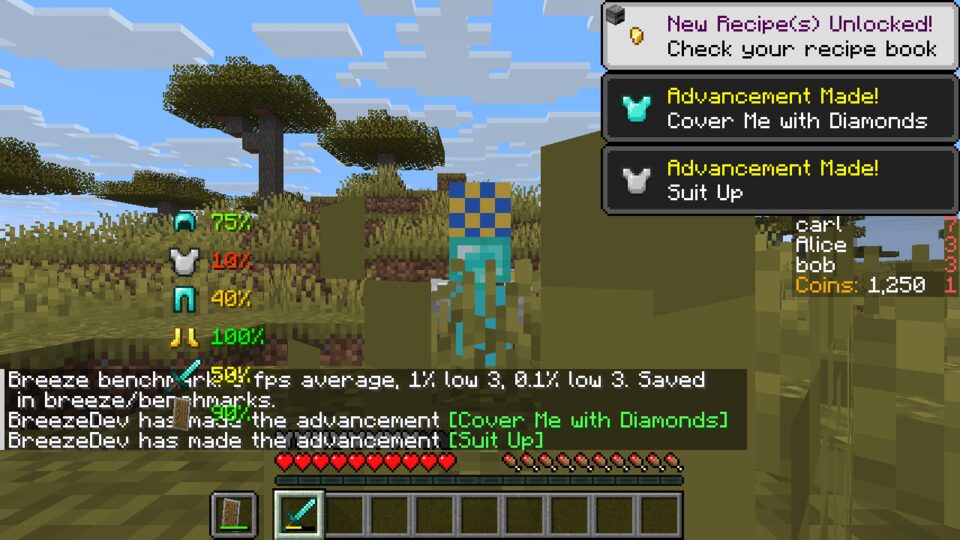 New Recipe(s) Unlocked!
Check your recipe book
Advancement Made!
Cover Me with Diamonds
Advancement Made!
Suit Up
carl 7
Alice 3
bob 3
Coins: 1,250 1
75%
10%
40%
100%
50%
90%
Breeze benchmark: fps average, 1% low 3, 0.1% low 3. Saved
in breeze/benchmarks.
BreezeDev has made the advancement [Cover Me with Diamonds]
BreezeDev has made the advancement [Suit Up]